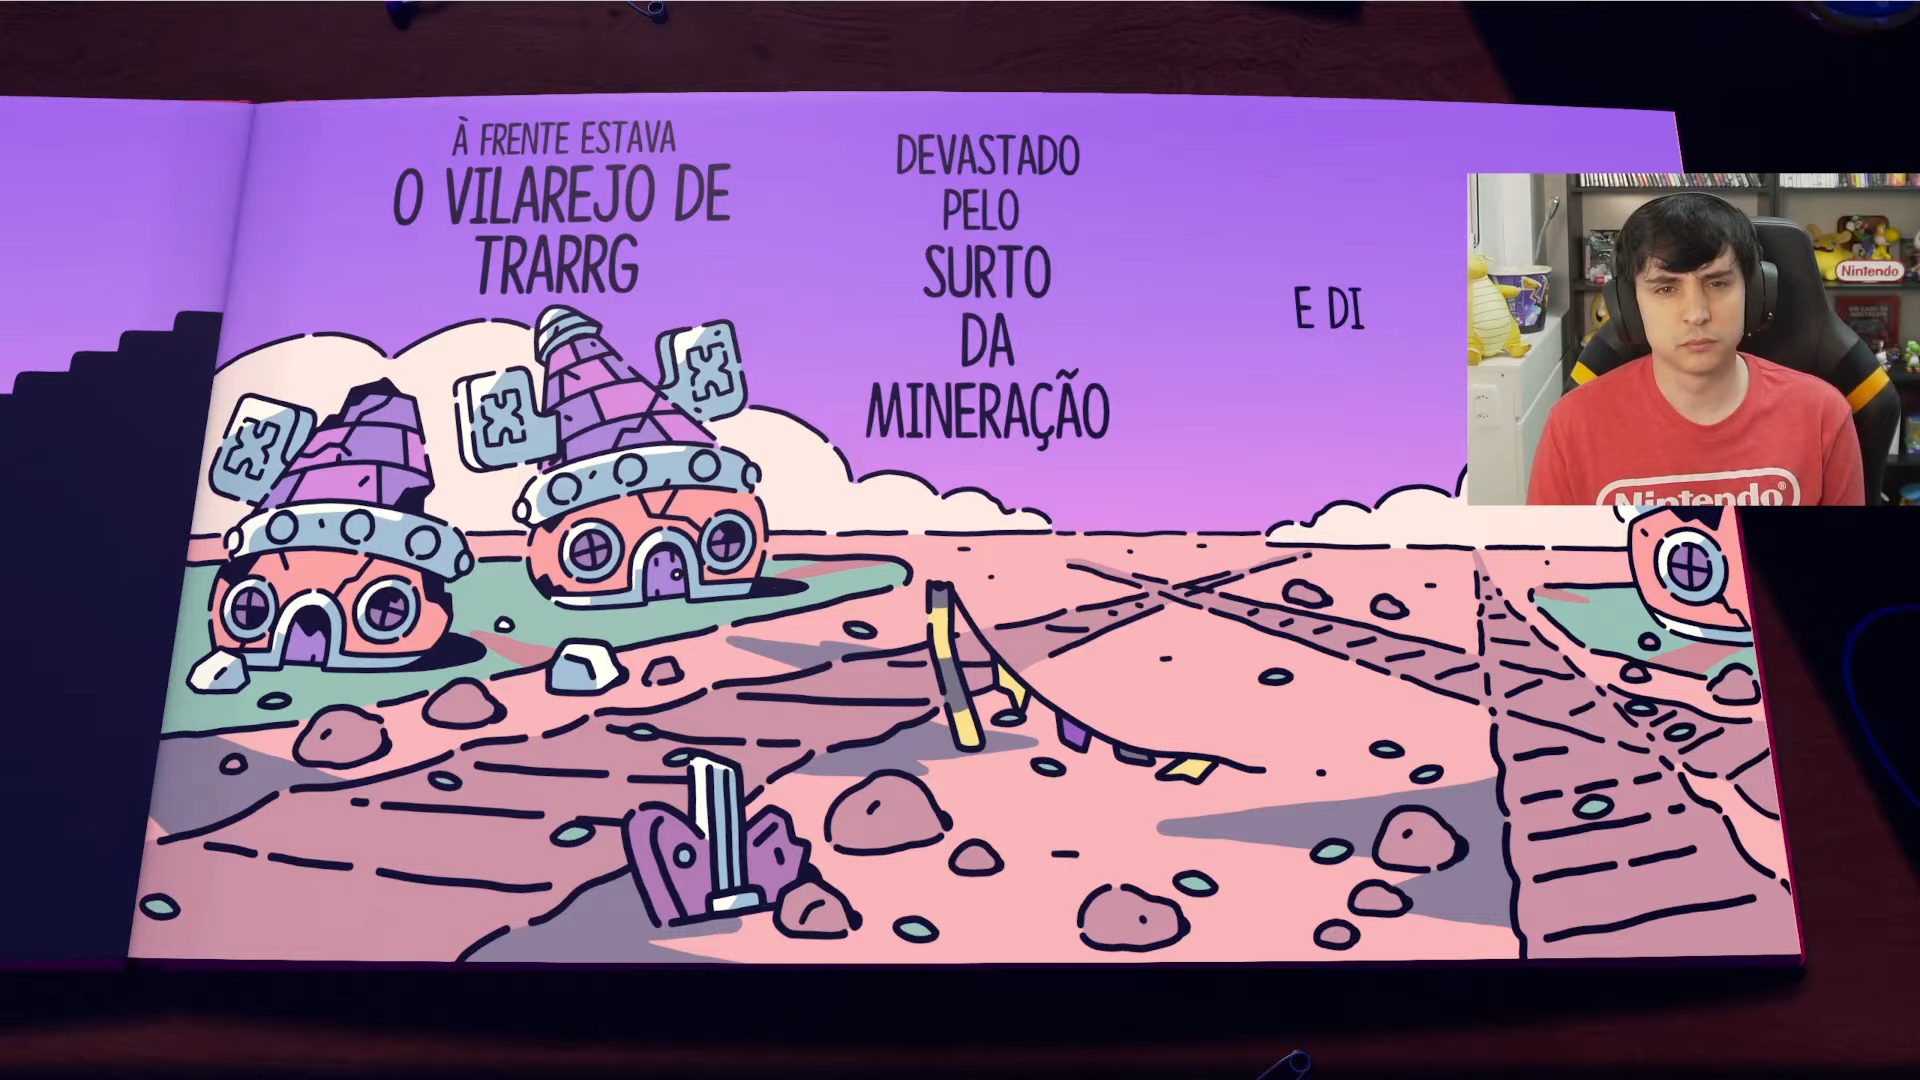 À FRENTE ESTAVA
O VILAREJO DE
TRARRG
DEVASTADO
PELO
SURTO
DA
MINERAÇÃO
E DI
Nintendo
Nintendo®